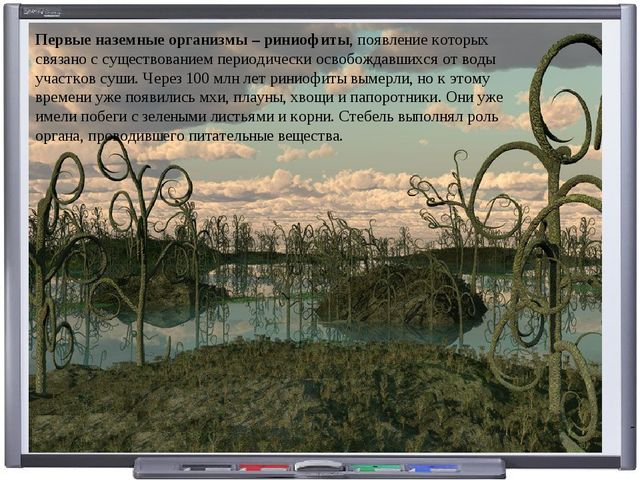 Первые наземные организмы – риниофиты, появление которых
связано с существованием периодически освобождавшихся от воды
участков суши. Через 100 млн лет риниофиты вымерли, но к этому
времени уже появились мхи, плауны, хвощи и папоротники. Они уже
имели побеги с зелеными листьями и корни. Стебель выполнял роль
органа, проводившего питательные вещества.